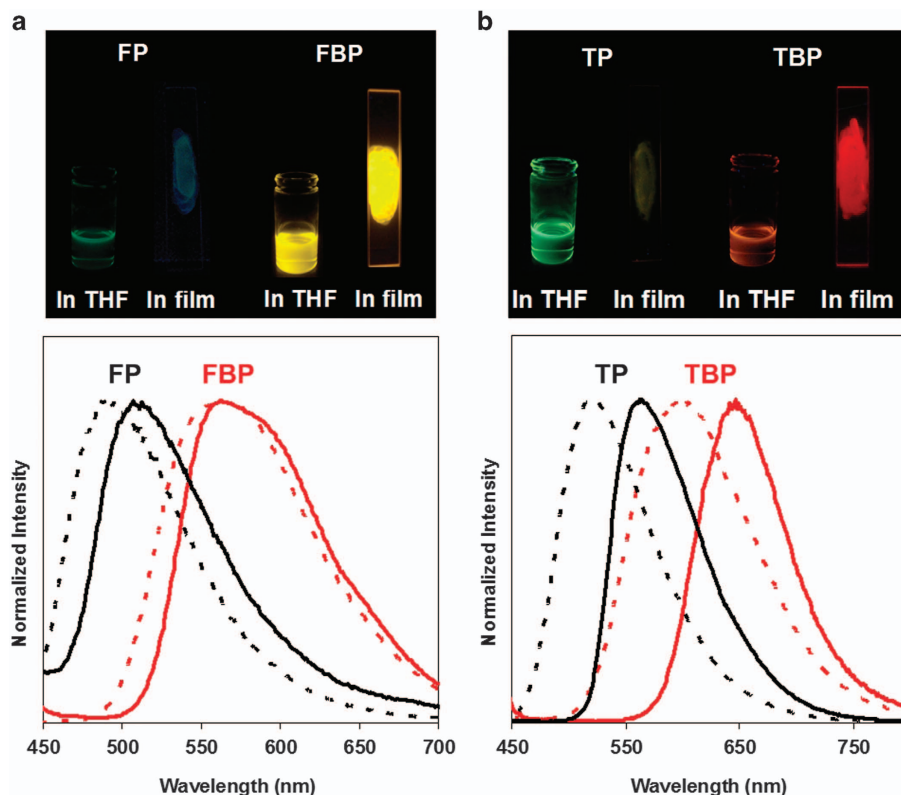 a
FP FBP
In THF In film In THF In film
FP FBP
Normalized Intensity
450 500 550 600 650 700
Wavelength (nm)
b
TP TBP
In THF In film In THF In film
TP TBP
Normalized Intensity
450 550 650 750
Wavelength (nm)